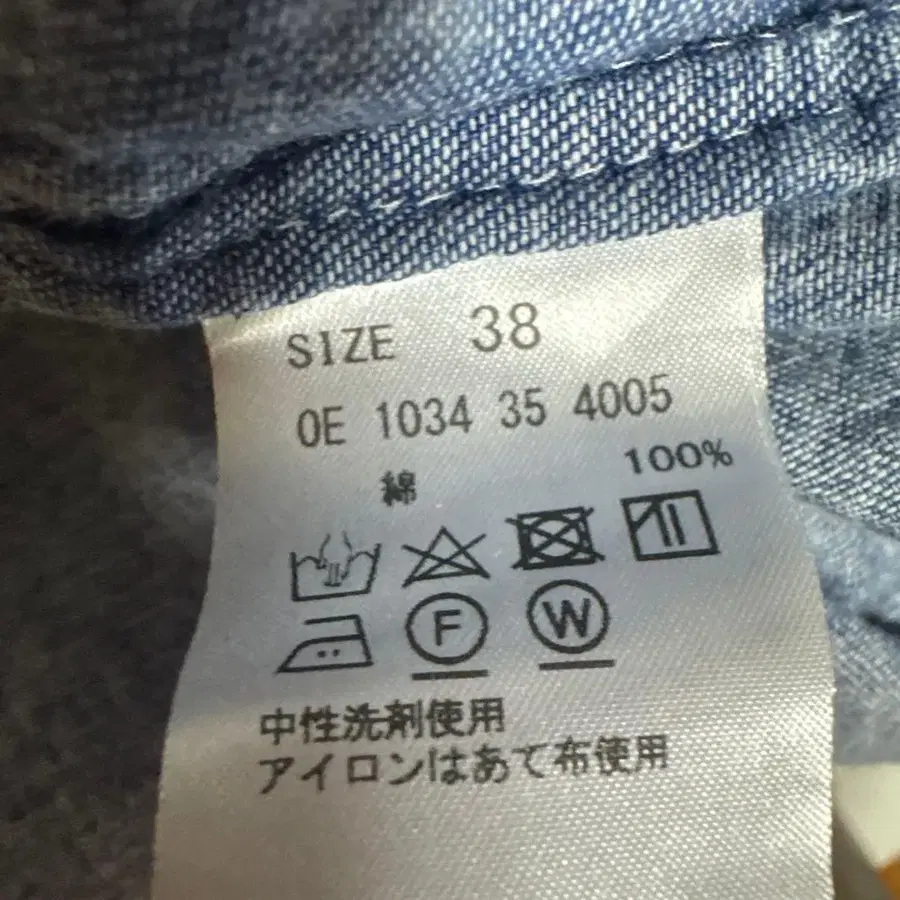 SIZE 38
0E 1034 35 4005
綿 100%
F W
中性洗剤使用
アイロンはあて布使用